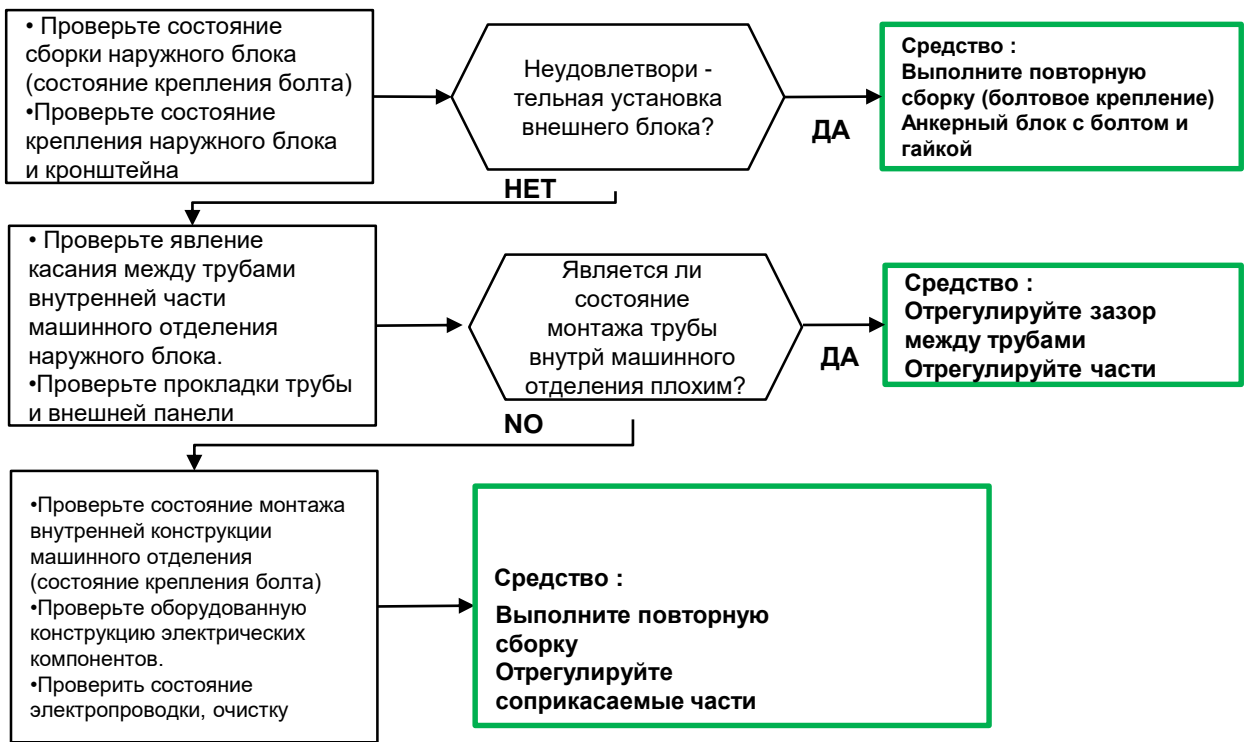 • Проверьте состояние
сборки наружного блока
(состояние крепления болта)
•Проверьте состояние
крепления наружного блока
и кронштейна
Неудовлетвори -
тельная установка
внешнего блока?
ДА
Средство :
Выполните повторную
сборку (болтовое крепление)
Анкерный блок с болтом и
гайкой
НЕТ
• Проверьте явление
касания между трубами
внутренней части
машинного отделения
наружного блока.
•Проверьте прокладки трубы
и внешней панели
Является ли
состояние
монтажа трубы
внутрй машинного
отделения плохим?
ДА
Средство :
Отрегулируйте зазор
между трубами
Отрегулируйте части
NO
•Проверьте состояние монтажа
внутренней конструкции
машинного отделения
(состояние крепления болта)
•Проверьте оборудованную
конструкцию электрических
компонентов.
•Проверить состояние
электропроводки, очистку
Средство :
Выполните повторную
сборку
Отрегулируйте
соприкасаемые части